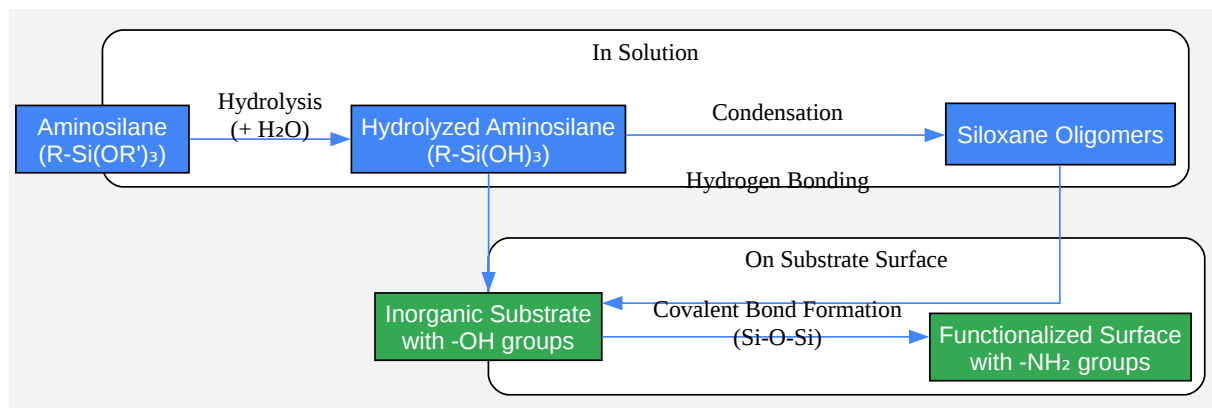 In Solution
Aminosilane
(R-Si(OR')₃)
Hydrolysis
(+ H₂O)
Hydrolyzed Aminosilane
(R-Si(OH)₃)
Condensation
Siloxane Oligomers
Hydrogen Bonding
On Substrate Surface
Inorganic Substrate
with -OH groups
Covalent Bond Formation
(Si-O-Si)
Functionalized Surface
with -NH₂ groups